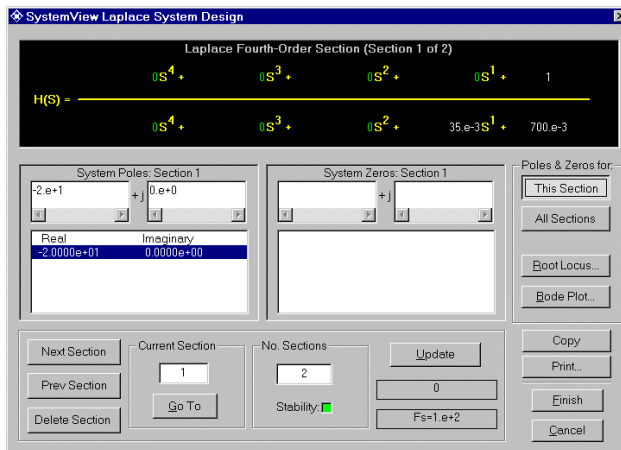 SystemView Laplace System Design
Laplace Fourth-Order Section (Section 1 of 2)
0S4 + 0S3 + 0S2 + 0S1 + 1
H(S) =
0S4 + 0S3 + 0S2 + 35.e-3S1 + 700.e-3
System Poles: Section 1
-2.e+1 +j 0.e+0
Real Imaginary
-2.0000e+01 0.0000e+00
System Zeros: Section 1
+j
Poles & Zeros for:
This Section
All Sections
Root Locus...
Bode Plot...
Next Section
Prev Section
Delete Section
Current Section
1
Go To
No. Sections
2
Stability:
Update
0
Fs=1.e+2
Copy
Print...
Finish
Cancel